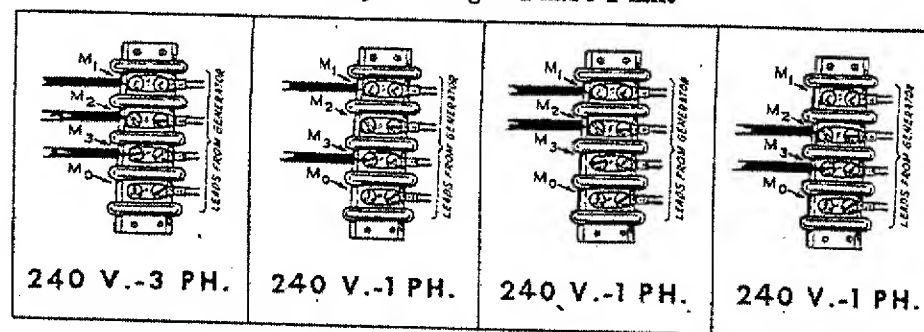 M1
M2
M3
M0
LEADS FROM GENERATOR
240 V.-3 PH.
M1
M2
M3
M0
LEADS FROM GENERATOR
240 V.-1 PH.
M1
M2
M3
M0
LEADS FROM GENERATOR
240 V.-1 PH.
M1
M2
M3
M0
LEADS FROM GENERATOR
240 V.-1 PH.